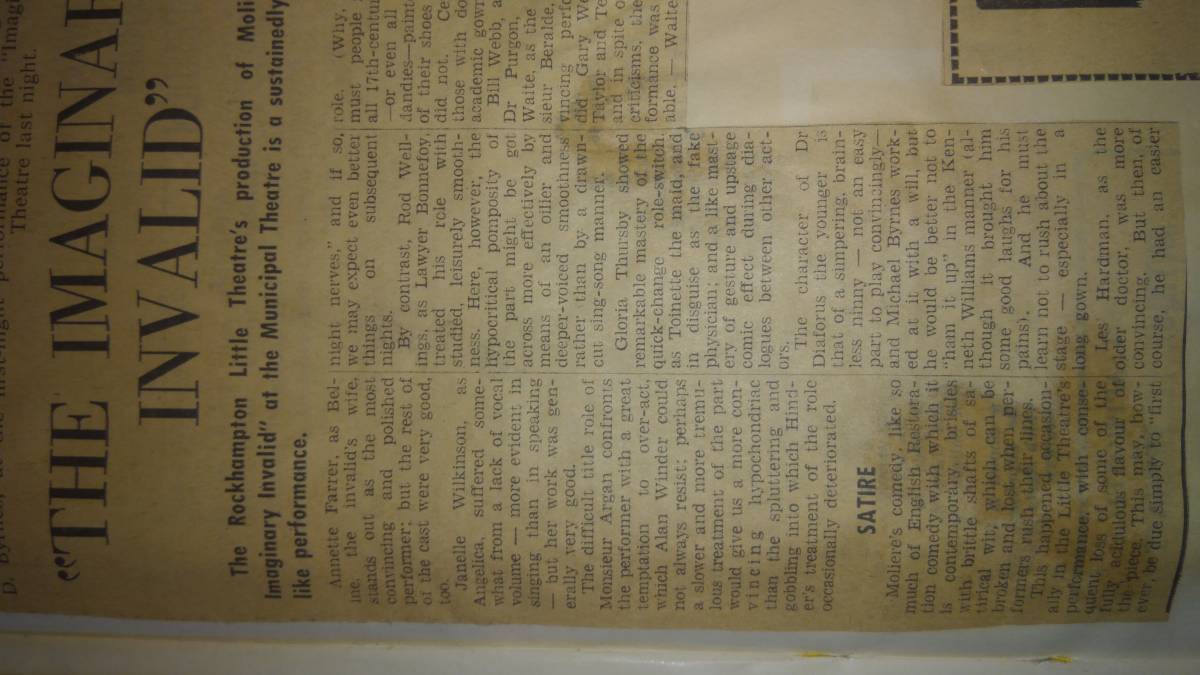 D. Byrnes, at the first-night performance of the "Imagi
Theatre last night.
"THE IMAGINAR
INVALID"
The Rockhampton Little Theatre's production of Moli
Imaginary Invalid" at the Municipal Theatre is a sustainedly
like performance.
Annette Farrer, as Bel-
ine, the invalid's wife,
stands out as the most
convincing and polished
performer; but the rest of
of the cast were very good,
too.
Janelle Wilkinson, as
Angelica, suffered some-
what from a lack of vocal
volume — more evident in
singing than in speaking
— but her work was gen-
erally very good.
The difficult title role of
Monsieur Argan confronts
the performer with a great
temptation to over-act,
which Alan Winder could
not always resist; perhaps
a slower and more tremu-
lous treatment of the part
would give us a more con-
vincing hypochondriac
than the spluttering and
gobbling into which Hind-
er's treatment of the role
occasionally deteriorated.
SATIRE
Moliere's comedy, like so
much of English Restora-
tion comedy with which it
is contemporary, bristles
with brittle shafts of sa-
tirical wit which can be
broken and lost when per-
formers rush their lines.
This happened occasion-
ally in the Little Theatre's
performance, with conse-
quent loss of some of the
fully acidulous flavour of
the piece. This may, how-
ever, be due simply to "first
night nerves," and if so,
we may expect even better
things on subsequent
nights.
By contrast, Rod Well-
ings, as Lawyer Bonnefoy,
treated his role with
studied, leisurely smooth-
ness. Here, however, the
hypocritical pomposity of
the part might be got
across more effectively by
means of an oilier and
deeper-voiced smoothness
rather than by a drawn-
out sing-song manner.
Gloria Thursby showed
remarkable mastery of the
quick-change role-switch,
as Toinette the maid, and
in disguise as the fake
physician; and a like mast-
ery of gesture and upstage
comic effect during dia-
logues between other act-
ors.
The character of Dr
Diaforus the younger is
that of a simpering, brain-
less ninny — not an easy
part to play convincingly—
and Michael Byrnes work-
ed at it with a will, but
he would be better not to
"ham it up" in the Ken-
neth Williams manner (al-
though it brought him
some good laughs for his
pains). And he must
learn not to rush about the
stage — especially in a
long gown.
Les Hardman, as the
older doctor, was more
convincing. But then, of
course, he had an easier
role. (Why,
must people
all 17th-centur
—or even all
dandies—paint
of their shoes
did not. Ce
those with do
academic gown
Bill Webb, a
Dr Purgon,
Waite, as the
sieur Beralde,
vincing perfo
did Gary We
Taylor and Te
and in spite o
criticisms, the
formance was
able. — Walte